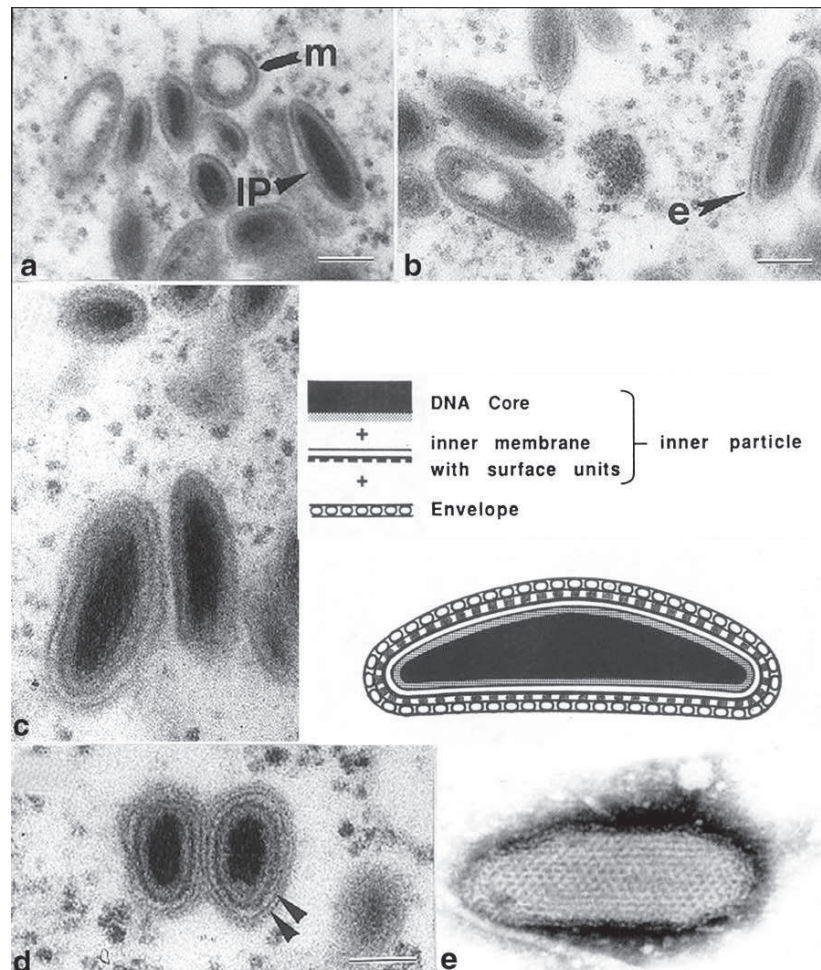 m
IP
a
e
b
DNA Core
+
inner membrane
with surface units
inner particle
+
Envelope
c
d
e